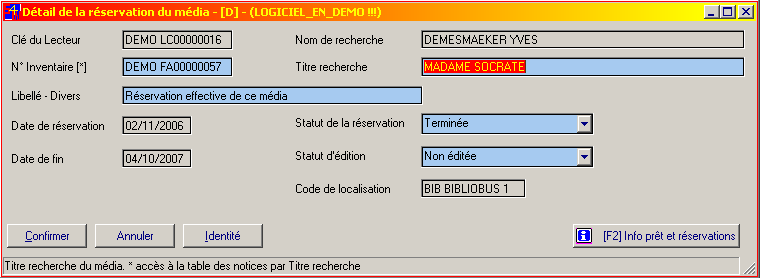 Détail de la réservation du média - [D] - (LOGICIEL_EN_DEMO !!!)
Clé du Lecteur DEMO LC00000016 Nom de recherche DEMESMAEKER YVES
N° Inventaire [*] DEMO FA00000057 Titre recherche MADAME SOCRATE
Libellé - Divers Réservation effective de ce média
Date de réservation 02/11/2006 Statut de la réservation Terminée
Date de fin 04/10/2007 Statut d'édition Non éditée
Code de localisation BIB BIBLIOBUS 1
Confirmer Annuler Identité [F2] Info prêt et réservations
Titre recherche du média. * accès à la table des notices par Titre recherche